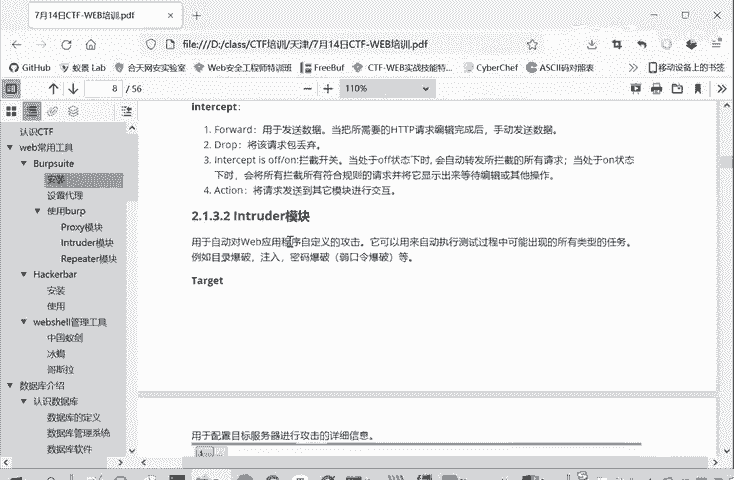 7月14日CTF-WEB培训.pdf
file:///D:/class/CTF培训/天津/7月14日CTF-WEB培训.pdf
GitHub 蚁景 Lab 合天网安实验室 Web安全工程师特训班 FreeBuf CTF-WEB实战技能特... CyberChef ASCII码对照表 移动设备上的书签
8 / 56
110%
认识CTF
web常用工具
Burpsuite
安装
设置代理
使用burp
Proxy模块
Intruder模块
Repeater模块
Hackerbar
安装
使用
webshell管理工具
中国蚁剑
冰蝎
哥斯拉
数据库介绍
认识数据库
数据库的定义
数据库管理系统
数据库软件
Intercept:
1. Forward：用于发送数据。当把所需要的HTTP请求编辑完成后，手动发送数据。
2. Drop：将该请求包丢弃。
3. Intercept is off/on:拦截开关。当处于off状态下时, 会自动转发所拦截的所有请求；当处于on状态
下时，会将所有拦截所有符合规则的请求并将它显示出来等待编辑或其他操作。
4. Action：将请求发送到其它模块进行交互。
2.1.3.2 Intruder模块
用于自动对Web应用程序自定义的攻击。它可以用来自动执行测试过程中可能出现的所有类型的任务。
例如目录爆破，注入，密码爆破（弱口令爆破）等。
Target
用于配置目标服务器进行攻击的详细信息。